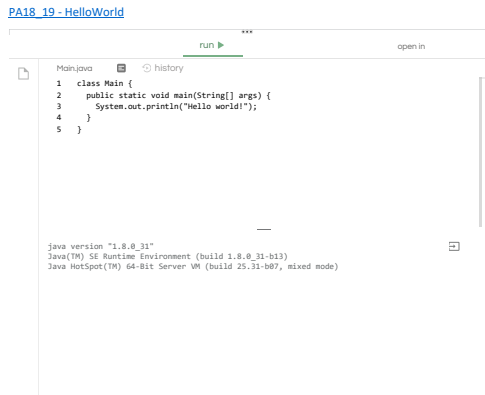 PA18_19 - HelloWorld
run
open in
Main.java
history
1 class Main {
2 public static void main(String[] args) {
3 System.out.println("Hello world!");
4 }
5 }
java version "1.8.0_31"
Java(TM) SE Runtime Environment (build 1.8.0_31-b13)
Java HotSpot(TM) 64-Bit Server VM (build 25.31-b07, mixed mode)